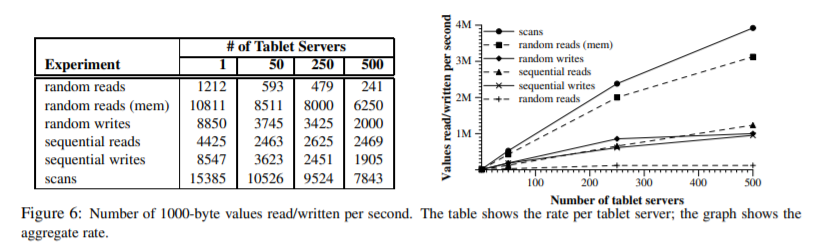 # of Tablet Servers
Experiment 1 50 250 500
random reads 1212 593 479 241
random reads (mem) 10811 8511 8000 6250
random writes 8850 3745 3425 2000
sequential reads 4425 2463 2625 2469
sequential writes 8547 3623 2451 1905
scans 15385 10526 9524 7843
Values read/written per second
4M
3M
2M
1M
scans
random reads (mem)
random writes
sequential reads
sequential writes
random reads
100 200 300 400 500
Number of tablet servers
Figure 6: Number of 1000-byte values read/written per second. The table shows the rate per tablet server; the graph shows the
aggregate rate.